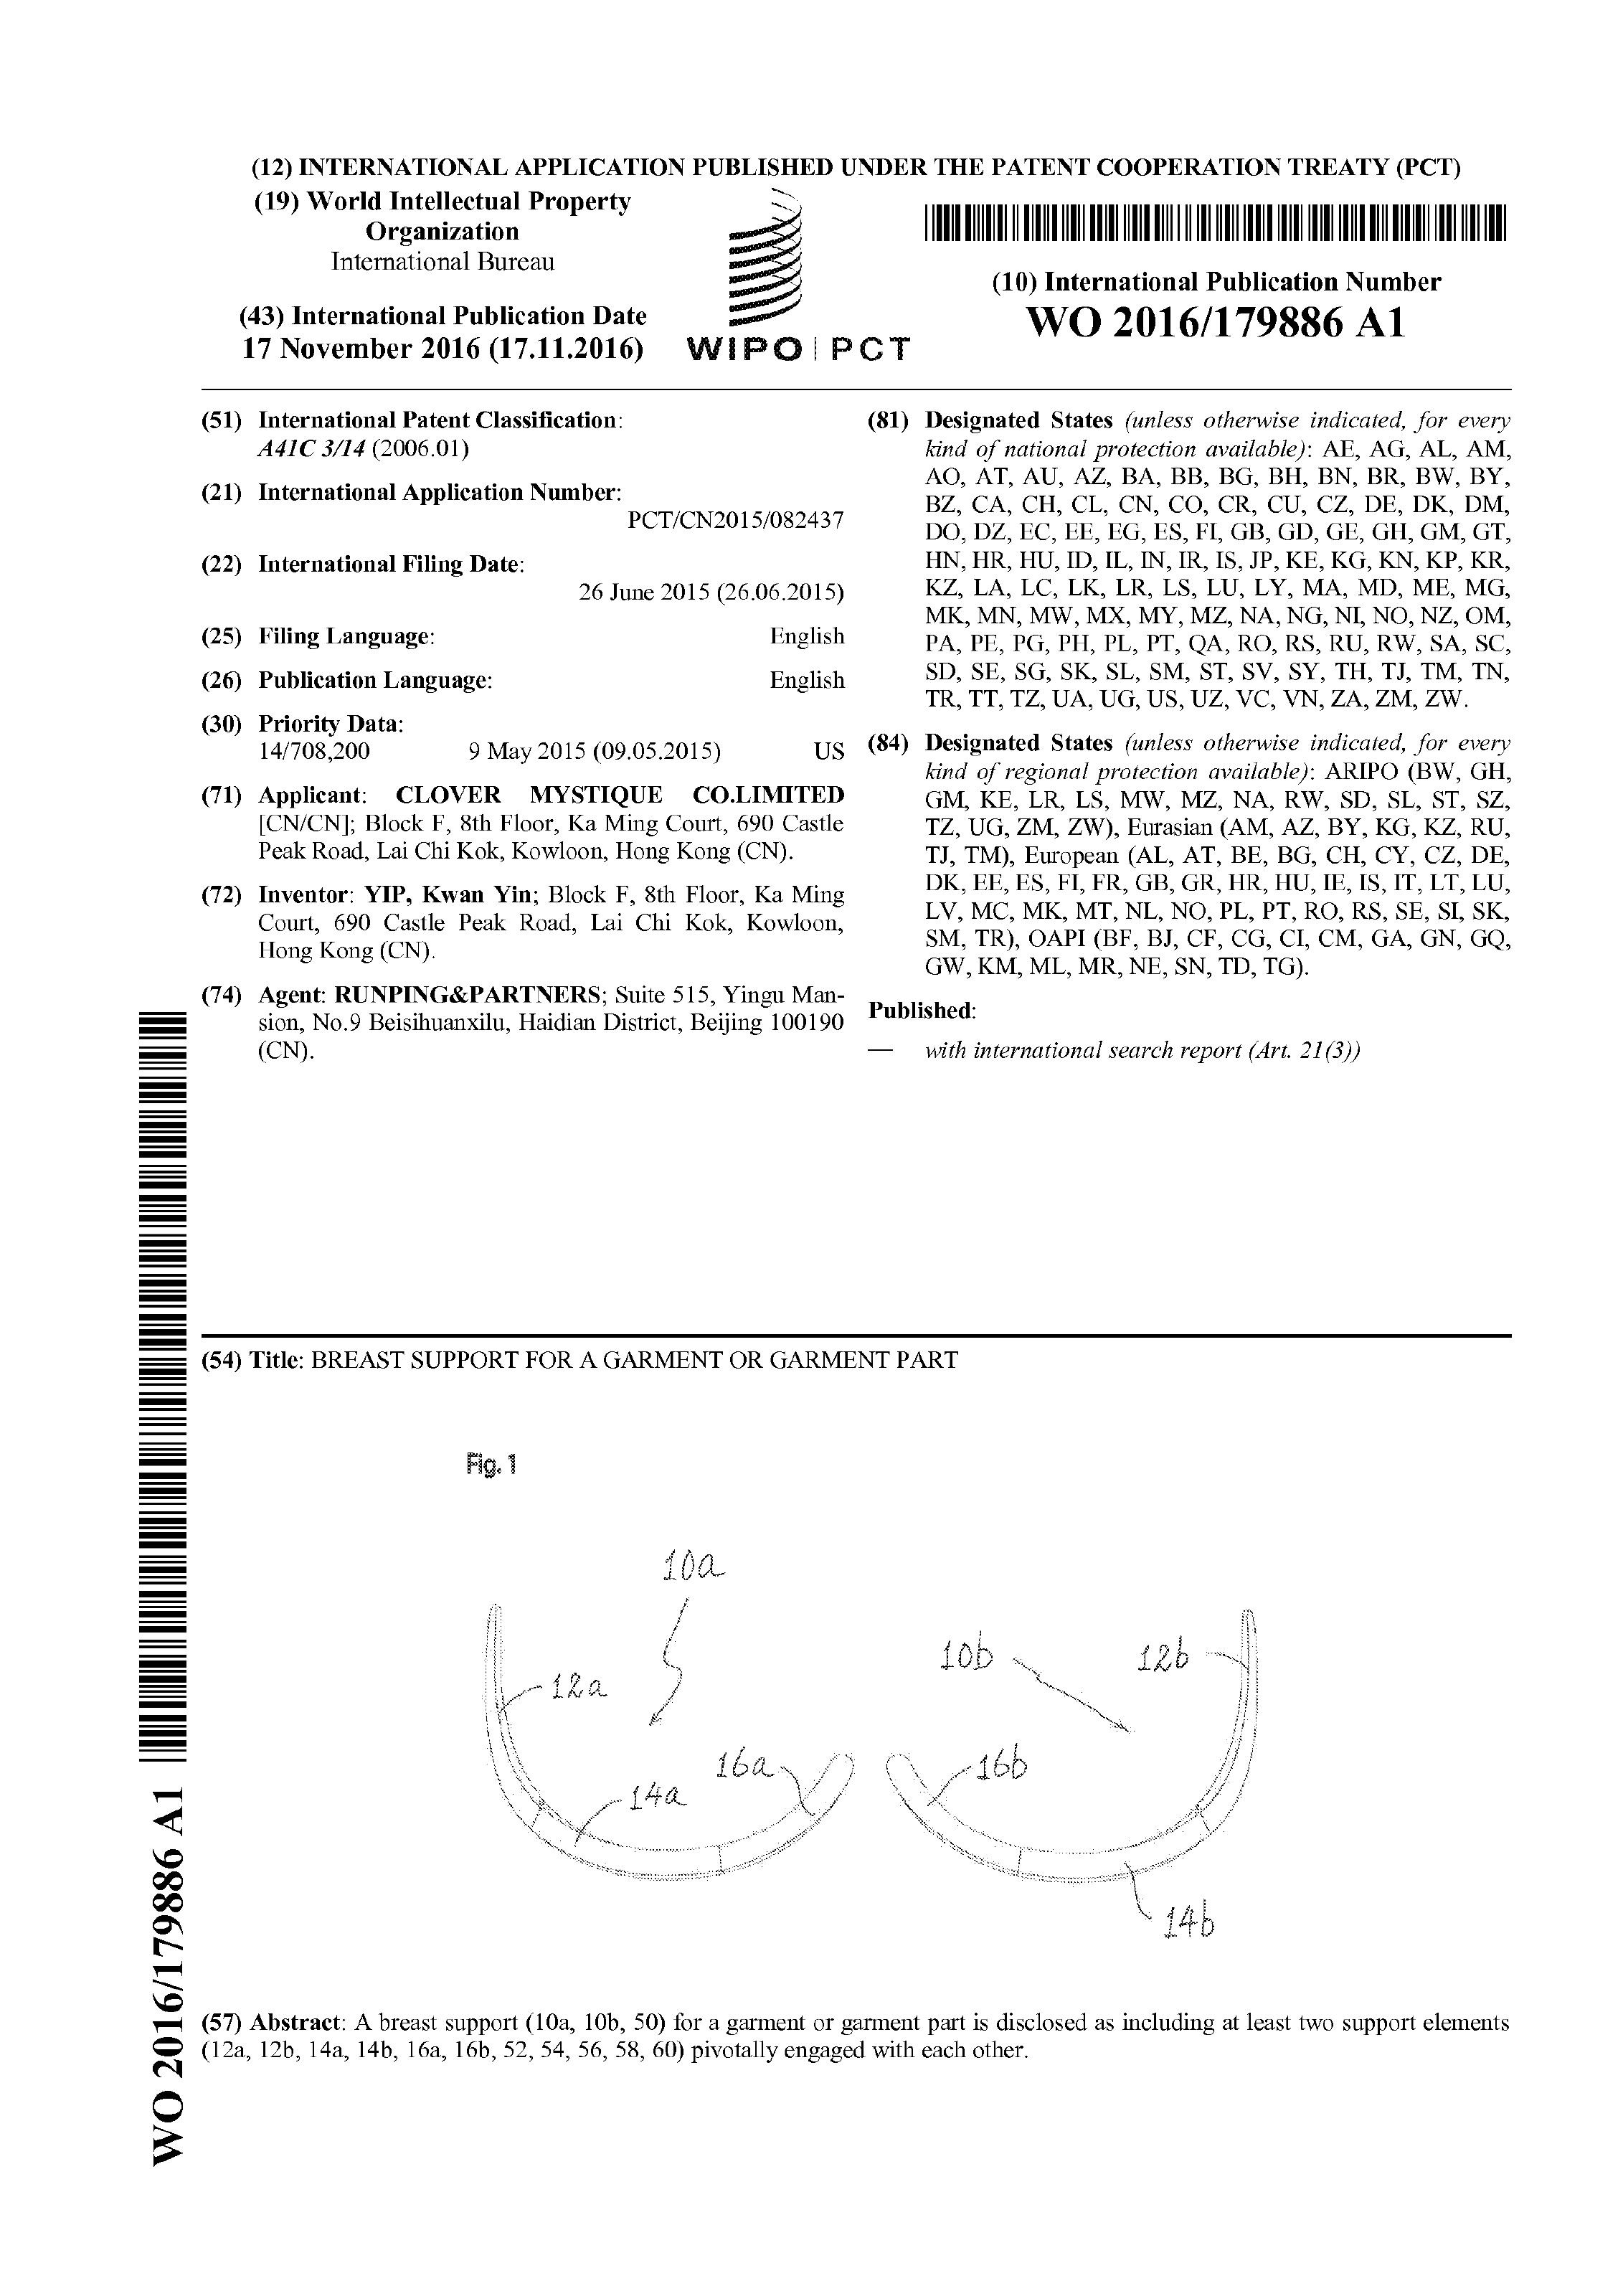 (12) INTERNATIONAL APPLICATION PUBLISHED UNDER THE PATENT COOPERATION TREATY (PCT)
(19) World Intellectual Property
Organization
International Bureau
(43) International Publication Date
17 November 2016 (17.11.2016)
WIPO | PCT
(10) International Publication Number
WO 2016/179886 A1
(51) International Patent Classification:
A41C 3/14 (2006.01)
(21) International Application Number:
PCT/CN2015/082437
(22) International Filing Date:
26 June 2015 (26.06.2015)
(25) Filing Language: English
(26) Publication Language: English
(30) Priority Data:
14/708,200 9 May 2015 (09.05.2015) US
(71) Applicant: CLOVER MYSTIQUE CO.LIMITED
[CN/CN]; Block F, 8th Floor, Ka Ming Court, 690 Castle
Peak Road, Lai Chi Kok, Kowloon, Hong Kong (CN).
(72) Inventor: YIP, Kwan Yin; Block F, 8th Floor, Ka Ming
Court, 690 Castle Peak Road, Lai Chi Kok, Kowloon,
Hong Kong (CN).
(74) Agent: RUNPING&PARTNERS; Suite 515, Yingu Man-
sion, No.9 Beisihuanxilu, Haidian District, Beijing 100190
(CN).
(81) Designated States (unless otherwise indicated, for every
kind of national protection available): AE, AG, AL, AM,
AO, AT, AU, AZ, BA, BB, BG, BH, BN, BR, BW, BY,
BZ, CA, CH, CL, CN, CO, CR, CU, CZ, DE, DK, DM,
DO, DZ, EC, EE, EG, ES, FI, GB, GD, GE, GH, GM, GT,
HN, HR, HU, ID, IL, IN, IR, IS, JP, KE, KG, KN, KP, KR,
KZ, LA, LC, LK, LR, LS, LU, LY, MA, MD, ME, MG,
MK, MN, MW, MX, MY, MZ, NA, NG, NI, NO, NZ, OM,
PA, PE, PG, PH, PL, PT, QA, RO, RS, RU, RW, SA, SC,
SD, SE, SG, SK, SL, SM, ST, SV, SY, TH, TJ, TM, TN,
TR, TT, TZ, UA, UG, US, UZ, VC, VN, ZA, ZM, ZW.
(84) Designated States (unless otherwise indicated, for every
kind of regional protection available): ARIPO (BW, GH,
GM, KE, LR, LS, MW, MZ, NA, RW, SD, SL, ST, SZ,
TZ, UG, ZM, ZW), Eurasian (AM, AZ, BY, KG, KZ, RU,
TJ, TM), European (AL, AT, BE, BG, CH, CY, CZ, DE,
DK, EE, ES, FI, FR, GB, GR, HR, HU, IE, IS, IT, LT, LU,
LV, MC, MK, MT, NL, NO, PL, PT, RO, RS, SE, SI, SK,
SM, TR), OAPI (BF, BJ, CF, CG, CI, CM, GA, GN, GQ,
GW, KM, ML, MR, NE, SN, TD, TG).
Published:
— with international search report (Art. 21(3))
(54) Title: BREAST SUPPORT FOR A GARMENT OR GARMENT PART
Fig. 1
10a
10b
12b
12a
16a
16b
14a
14b
(57) Abstract: A breast support (10a, 10b, 50) for a garment or garment part is disclosed as including at least two support elements
(12a, 12b, 14a, 14b, 16a, 16b, 52, 54, 56, 58, 60) pivotally engaged with each other.
WO 2016/179886 A1